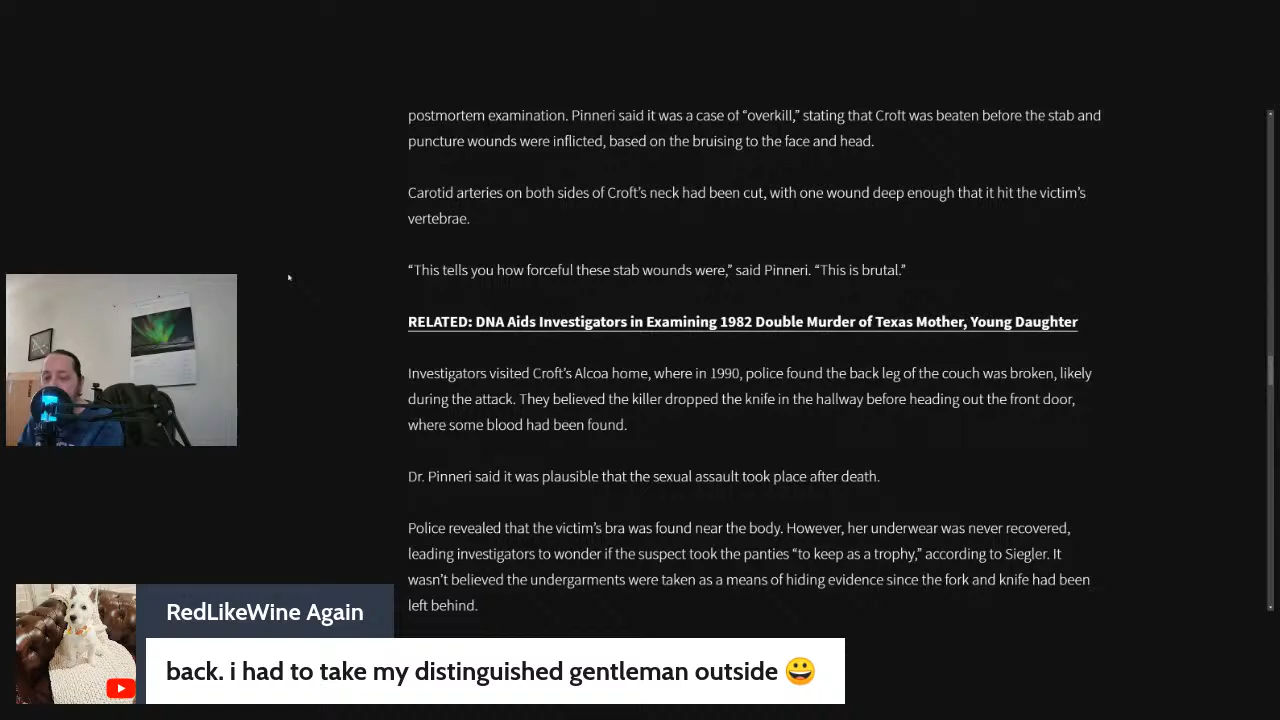 postmortem examination. Pinneri said it was a case of “overkill,” stating that Croft was beaten before the stab and
puncture wounds were inflicted, based on the bruising to the face and head.
Carotid arteries on both sides of Croft’s neck had been cut, with one wound deep enough that it hit the victim’s
vertebrae.
“This tells you how forceful these stab wounds were,” said Pinneri. “This is brutal.”
RELATED: DNA Aids Investigators in Examining 1982 Double Murder of Texas Mother, Young Daughter
Investigators visited Croft’s Alcoa home, where in 1990, police found the back leg of the couch was broken, likely
during the attack. They believed the killer dropped the knife in the hallway before heading out the front door,
where some blood had been found.
Dr. Pinneri said it was plausible that the sexual assault took place after death.
Police revealed that the victim’s bra was found near the body. However, her underwear was never recovered,
leading investigators to wonder if the suspect took the panties “to keep as a trophy,” according to Siegler. It
wasn’t believed the undergarments were taken as a means of hiding evidence since the fork and knife had been
left behind.
RedLikeWine Again
back. i had to take my distinguished gentleman outside 😀